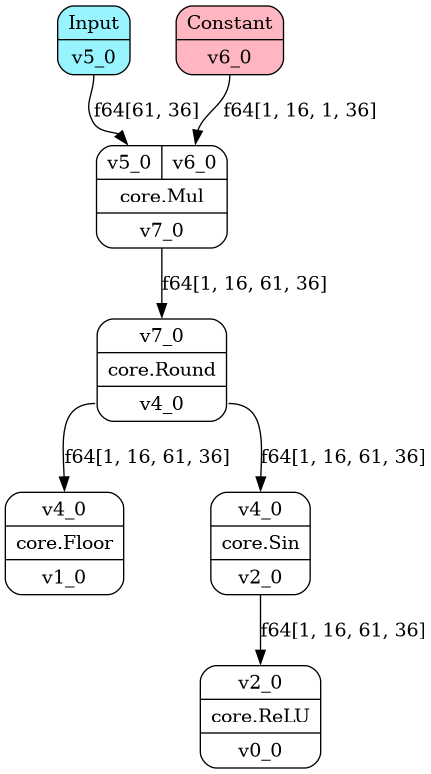 Input
v5_0
Constant
v6_0
f64[61, 36]
f64[1, 16, 1, 36]
v5_0
v6_0
core.Mul
v7_0
f64[1, 16, 61, 36]
v7_0
core.Round
v4_0
f64[1, 16, 61, 36]
f64[1, 16, 61, 36]
v4_0
core.Floor
v1_0
v4_0
core.Sin
v2_0
f64[1, 16, 61, 36]
v2_0
core.ReLU
v0_0